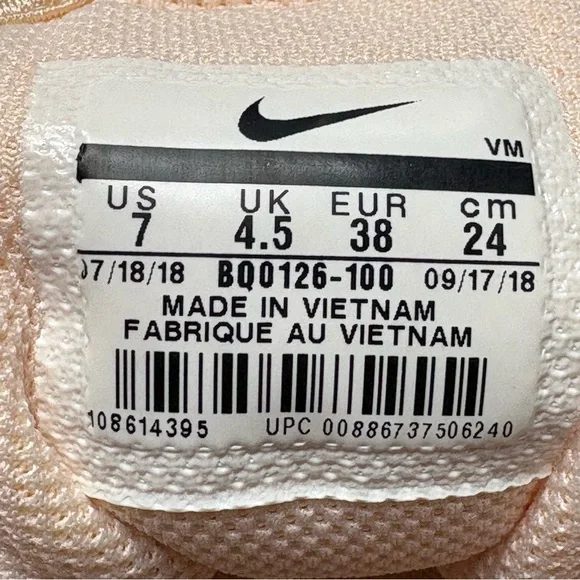 VM
US UK EUR cm
7 4.5 38 24
07/18/18 BQ0126-100 09/17/18
MADE IN VIETNAM
FABRIQUE AU VIETNAM
108614395 UPC 00886737506240